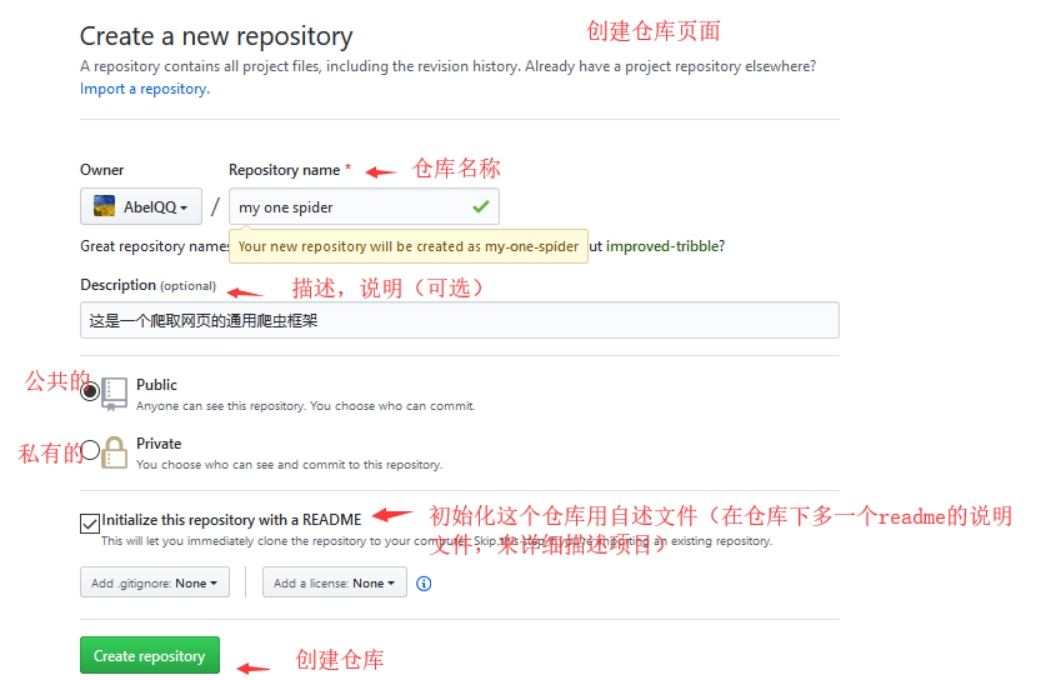 Create a new repository
创建仓库页面
A repository contains all project files, including the revision history. Already have a project repository elsewhere?
Import a repository.
Owner
Repository name *
仓库名称
AbelQQ / my one spider
Great repository names
Your new repository will be created as my-one-spider
ut improved-tribble?
Description (optional)
描述，说明（可选）
这是一个爬取网页的通用爬虫框架
公共的
Public
Anyone can see this repository. You choose who can commit.
私有的
Private
You choose who can see and commit to this repository.
Initialize this repository with a README
初始化这个仓库用自述文件（在仓库下多一个readme的说明
文件，来详细描述项目）
This will let you immediately clone the repository to your computer. Skip this step if you're importing an existing repository.
Add .gitignore: None
Add a license: None
Create repository
创建仓库